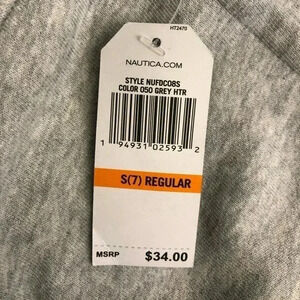 HT2470
NAUTICA.COM
STYLE NUFDC08S
COLOR 050 GREY HTR
1 94931 02593 2
S(7) REGULAR
MSRP $34.00